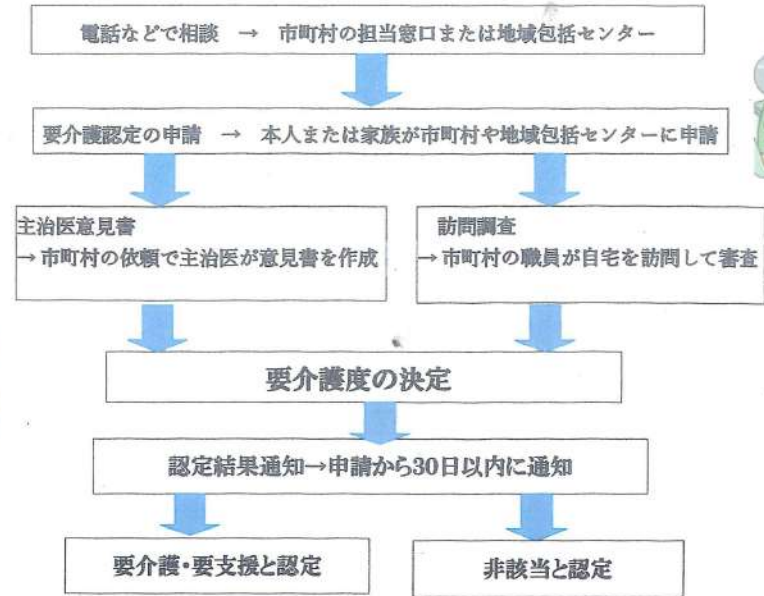 電話などで相談 → 市町村の担当窓口または地域包括センター
要介護認定の申請 → 本人または家族が市町村や地域包括センターに申請
主治医意見書
→市町村の依頼で主治医が意見書を作成
訪問調査
→市町村の職員が自宅を訪問して審査
要介護度の決定
認定結果通知→申請から30日以内に通知
要介護・要支援と認定
非該当と認定